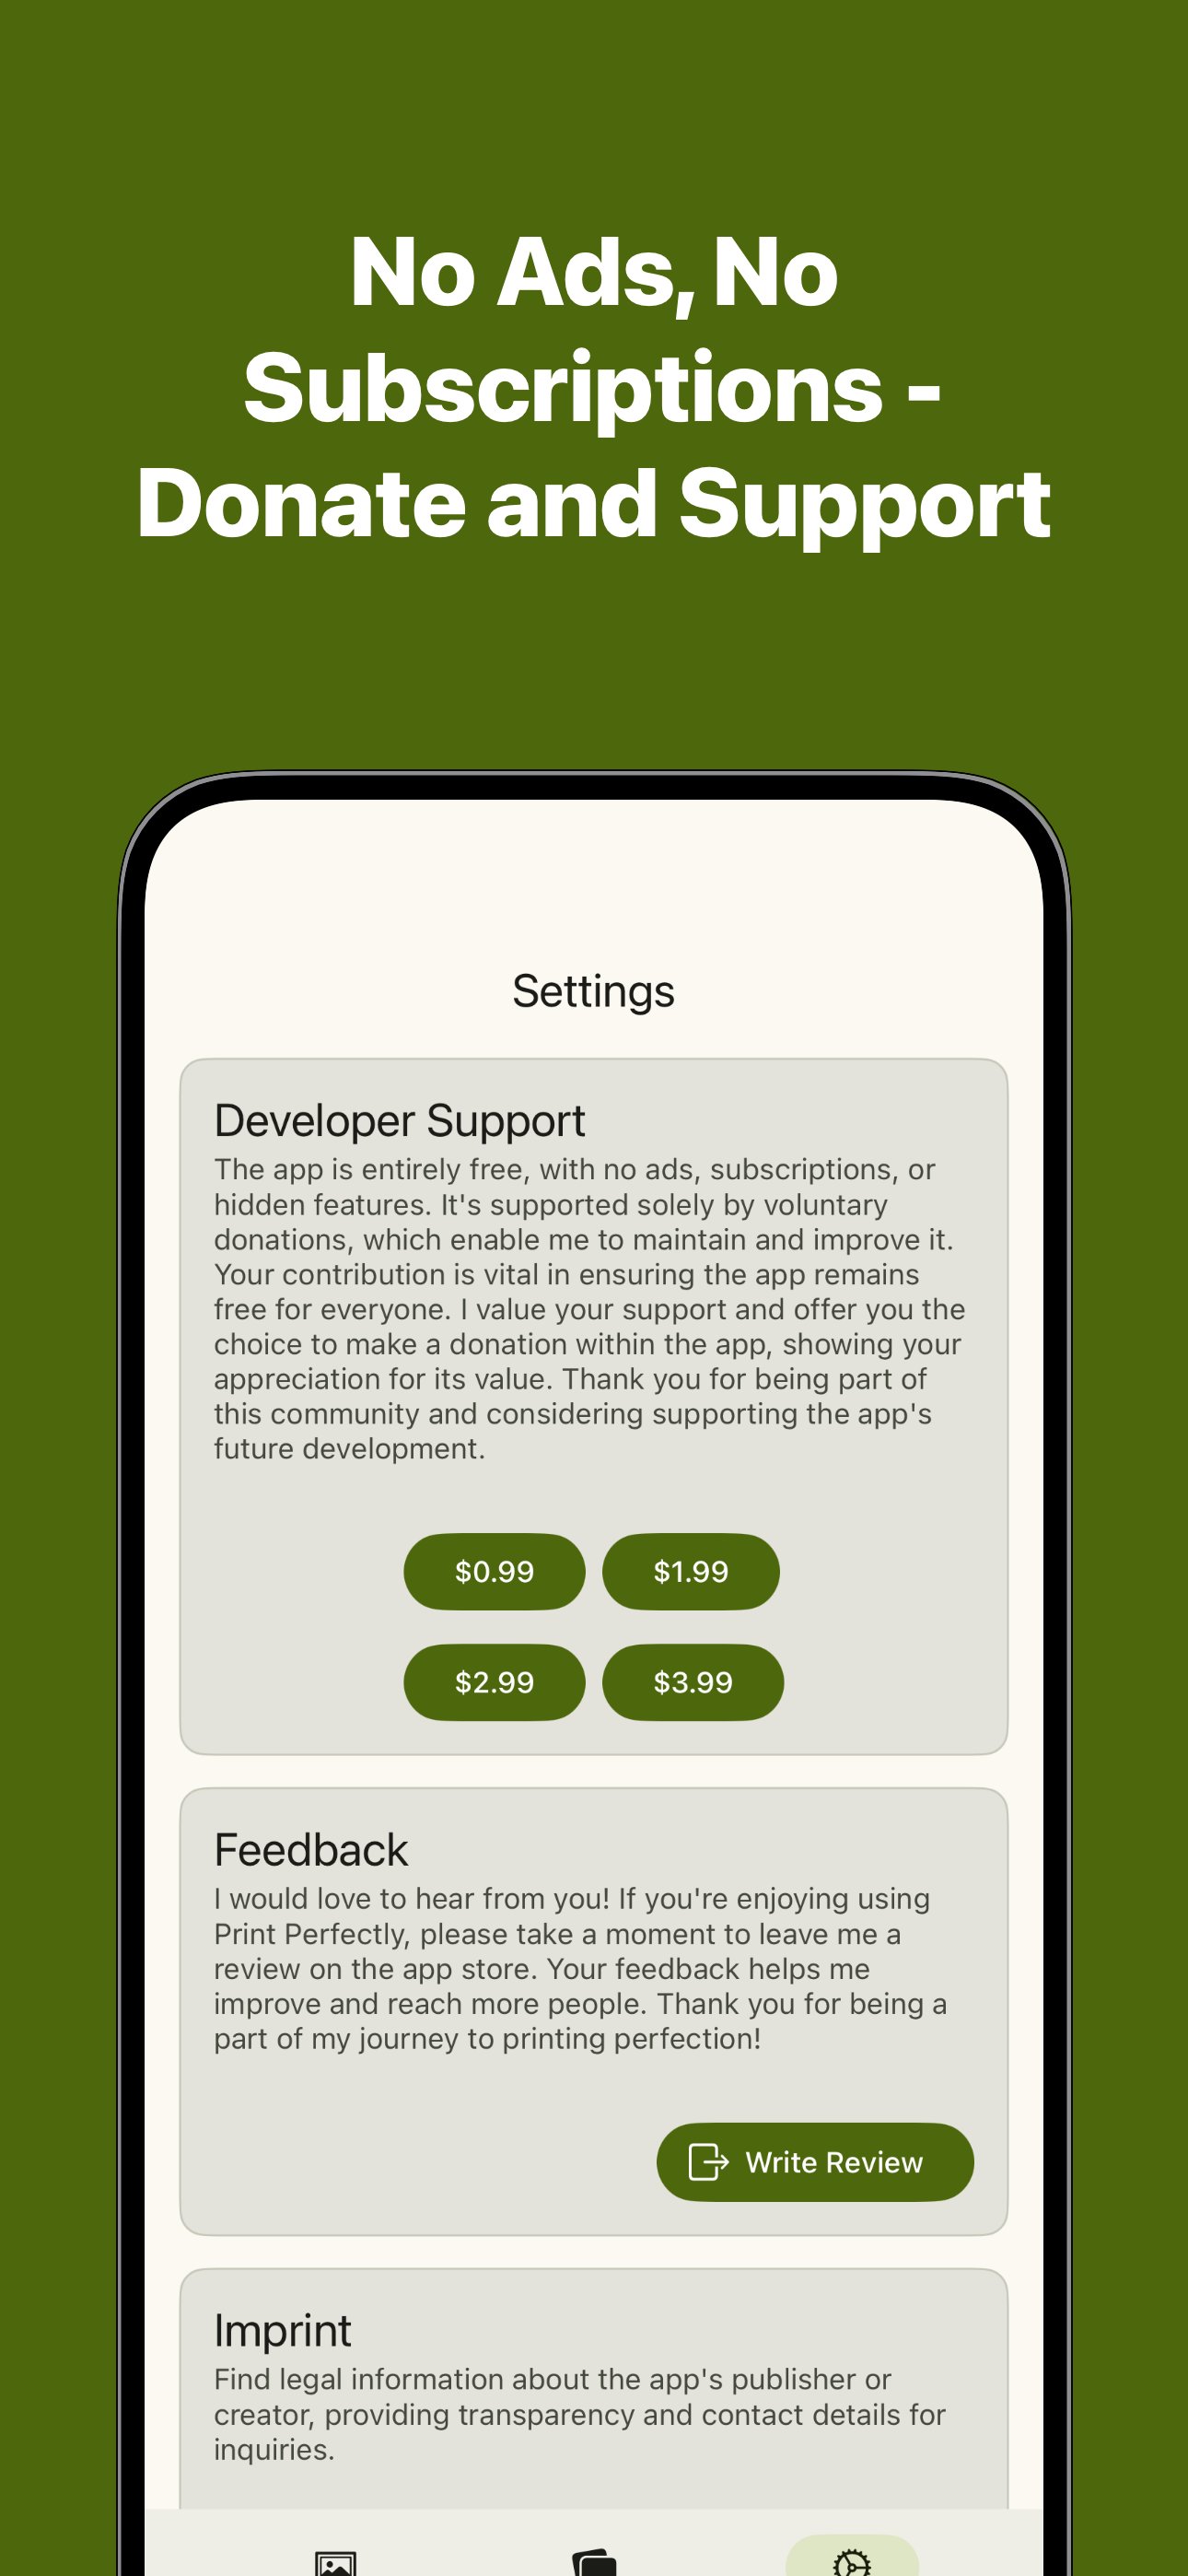 No Ads, No
Subscriptions -
Donate and Support
Settings
Developer Support
The app is entirely free, with no ads, subscriptions, or
hidden features. It's supported solely by voluntary
donations, which enable me to maintain and improve it.
Your contribution is vital in ensuring the app remains
free for everyone. I value your support and offer you the
choice to make a donation within the app, showing your
appreciation for its value. Thank you for being part of
this community and considering supporting the app's
future development.
$0.99 $1.99
$2.99 $3.99
Feedback
I would love to hear from you! If you're enjoying using
Print Perfectly, please take a moment to leave me a
review on the app store. Your feedback helps me
improve and reach more people. Thank you for being a
part of my journey to printing perfection!
Write Review
Imprint
Find legal information about the app's publisher or
creator, providing transparency and contact details for
inquiries.